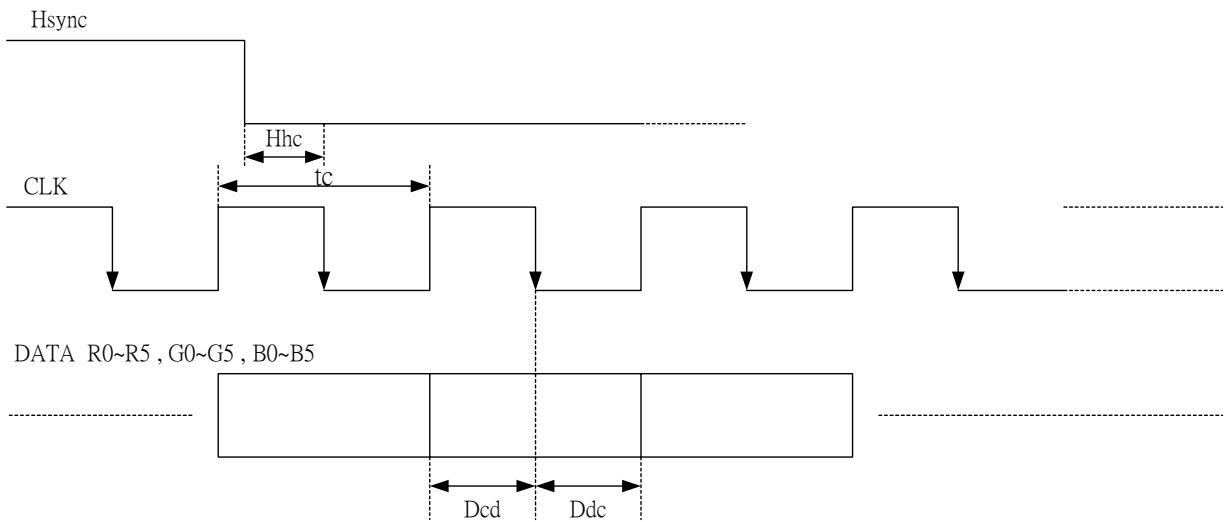 Hsync
Hhc
tc
CLK
DATA R0~R5 , G0~G5 , B0~B5
Dcd Ddc